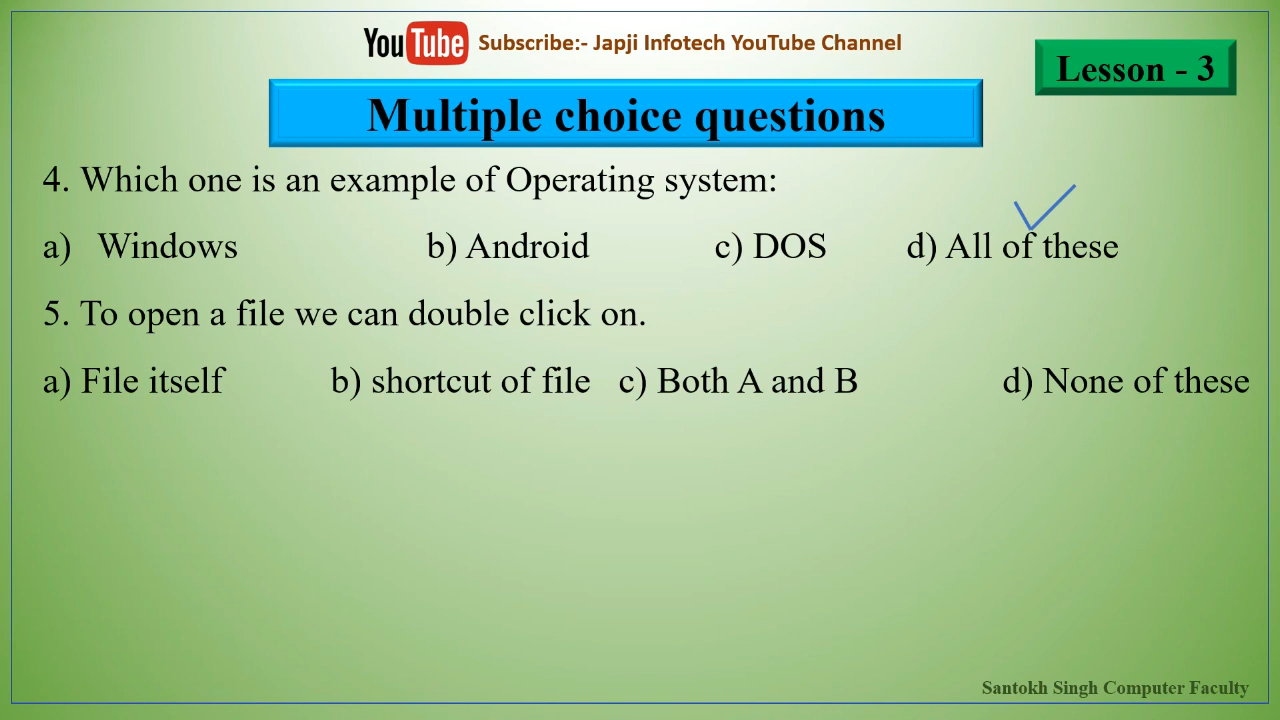 YouTube Subscribe:- Japji Infotech YouTube Channel
Lesson - 3
Multiple choice questions
4. Which one is an example of Operating system:
a) Windows b) Android c) DOS d) All of these
5. To open a file we can double click on.
a) File itself b) shortcut of file c) Both A and B d) None of these
Santokh Singh Computer Faculty